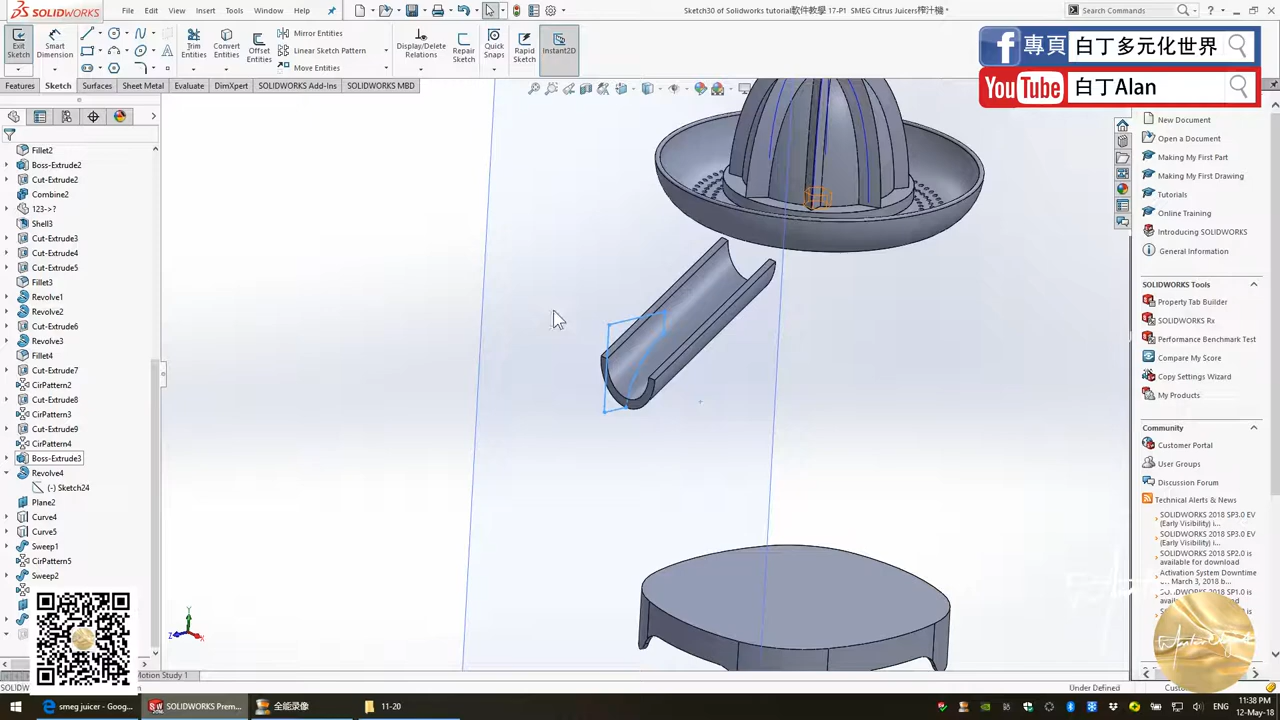 SOLIDWORKS
File Edit View Insert Tools Window Help
Sketch30 of Solidworks tutorial軟件教學 17-P1 SMEG Citrus Juicers榨汁機 *
Search Commands
Exit Sketch
Smart Dimension
Trim Entities
Convert Entities
Offset Entities
Mirror Entities
Linear Sketch Pattern
Move Entities
Display/Delete Relations
Repair Sketch
Quick Snaps
Rapid Sketch
Instant2D
專頁 白丁多元化世界
YouTube 白丁Alan
Features Sketch Surfaces Sheet Metal Evaluate DimXpert SOLIDWORKS Add-Ins SOLIDWORKS MBD
Fillet2
Boss-Extrude2
Cut-Extrude2
Combine2
123->?
Shell3
Cut-Extrude3
Cut-Extrude4
Cut-Extrude5
Fillet3
Revolve1
Revolve2
Cut-Extrude6
Revolve3
Fillet4
Cut-Extrude7
CirPattern2
Cut-Extrude8
CirPattern3
Cut-Extrude9
CirPattern4
Boss-Extrude3
Revolve4
(-) Sketch24
Plane2
Curve4
Curve5
Sweep1
CirPattern5
Sweep2
New Document
Open a Document
Making My First Part
Making My First Drawing
Tutorials
Online Training
Introducing SOLIDWORKS
General Information
SOLIDWORKS Tools
Property Tab Builder
SOLIDWORKS Rx
Performance Benchmark Test
Compare My Score
Copy Settings Wizard
My Products
Community
Customer Portal
User Groups
Discussion Forum
Technical Alerts & News
SOLIDWORKS 2018 SP3.0 EV
(Early Visibility) i...
SOLIDWORKS 2018 SP3.0 EV
(Early Visibility) i...
SOLIDWORKS 2018 SP2.0 is
available for download
Activation System Downtime
Y
Z X
Motion Study 1
Under Defined
smeg juicer - Goog...
SOLIDWORKS Prem...
全能录像
11-20
ENG
11:38 PM
12-May-18